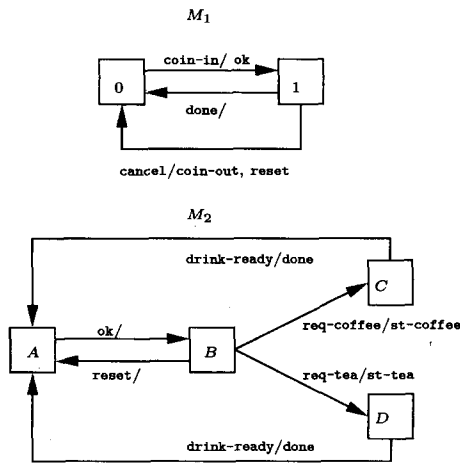 M1
coin-in/ ok
0
1
done/
cancel/coin-out, reset
M2
drink-ready/done
C
ok/
req-coffee/st-coffee
A
B
reset/
req-tea/st-tea
D
drink-ready/done